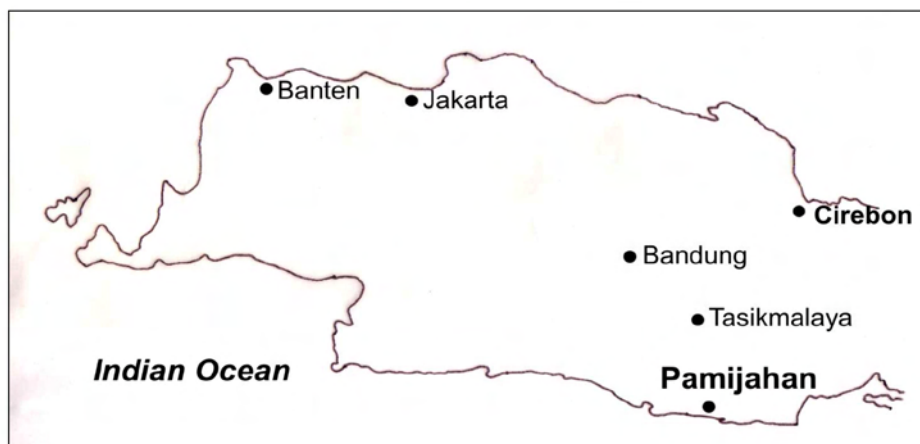 Banten
Jakarta
Cirebon
Bandung
Tasikmalaya
Indian Ocean
Pamijahan